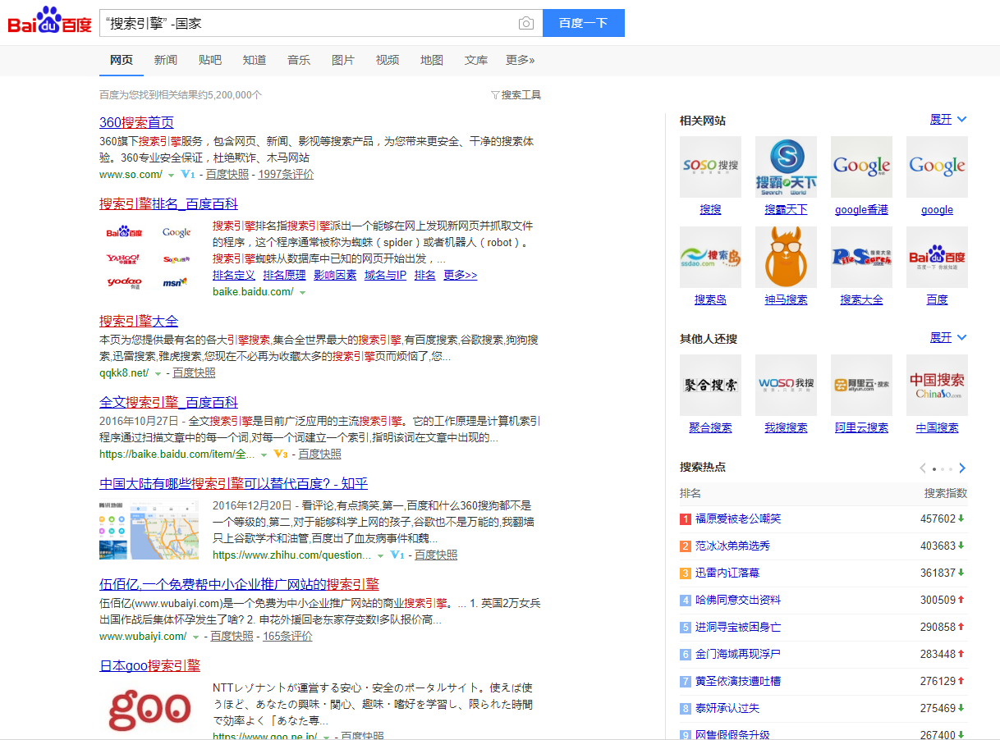 Bai du 百度
“搜索引擎” -国家
百度一下
网页 新闻 贴吧 知道 音乐 图片 视频 地图 文库 更多»
百度为您找到相关结果约5,200,000个
搜索工具
360搜索首页
360旗下搜索引擎服务，包含网页、新闻、影视等搜索产品，为您带来更安全、干净的搜索体
验。360专业安全保证，杜绝欺诈、木马网站
www.so.com/ V1 - 百度快照 - 1997条评价
搜索引擎排名_百度百科
Bai du 百度 Google
YAHOO! 中国雅虎 Sogou搜狗
yodao 有道 msn
搜索引擎排名指搜索引擎派出一个能够在网上发现新网页并抓取文件
的程序，这个程序通常被称为蜘蛛（spider）或者机器人（robot）。
搜索引擎蜘蛛从数据库中已知的网页开始出发，...
排名定义 排名原理 影响因素 域名与IP 排名 更多>>
baike.baidu.com/
搜索引擎大全
本页为您提供最有名的各大引擎搜索,集合全世界最大的搜索引擎,有百度搜索,谷歌搜索,狗狗搜
索,迅雷搜索,雅虎搜索,您现在不必再为收藏太多的搜索引擎页而烦恼了,您...
qqkk8.net/ - 百度快照
全文搜索引擎_百度百科
2016年10月27日 - 全文搜索引擎是目前广泛应用的主流搜索引擎。它的工作原理是计算机索引
程序通过扫描文章中的每一个词,对每一个词建立一个索引,指明该词在文章中出现的...
https://baike.baidu.com/item/全... V3 - 百度快照
中国大陆有哪些搜索引擎可以替代百度? - 知乎
腾讯地图
2016年12月20日 - 看评论,有点搞笑,第一,百度和什么360搜狗都不是
一个等级的,第二,对于能够科学上网的孩子,谷歌也不是万能的,我翻墙
只上谷歌学术和油管,百度出了血友病事件和魏...
https://www.zhihu.com/question... V1 - 百度快照
伍佰亿,一个免费帮中小企业推广网站的搜索引擎
伍佰亿(www.wubaiyi.com)是一个免费为中小企业推广网站的商业搜索引擎。... 1. 英国2万女兵
出国作战后集体怀孕发生了啥? 2. 申花外援回老东家存变数!多队报价高...
www.wubaiyi.com/ - 百度快照 - 165条评价
日本goo搜索引擎
goo
NTTレゾナントが運営する安心・安全のポータルサイト。使えば使
うほど、あなたの興味・関心、趣味・嗜好を学習し、限られた時間
で効率よく「あなた専...
https://www.goo.ne.jp/ - 百度快照
相关网站 展开
SOSO 搜搜
搜霸天下 Search World
Google
Google
搜搜 搜霸天下 google香港 google
搜索岛 ssdao.com
搜索大全 FileSearch
Bai du 百度 百度一下 你就知道
搜索岛 神马搜索 搜索大全 百度
其他人还搜 展开
聚合搜索
WOSO 我搜
阿里云·搜索 aliyun.com
中国搜索 ChinaSo.com
聚合搜索 我搜搜索 阿里云搜索 中国搜索
搜索热点
排名 搜索指数
1 福原爱被老公嘲笑 457602
2 范冰冰弟弟选秀 403683
3 迅雷内讧落幕 361837
4 哈佛同意交出资料 300509
5 进洞寻宝被困身亡 290858
6 金门海域再现浮尸 283448
7 黄圣依演技遭吐槽 276129
8 泰妍承认过失 275469
9 网售假假条升级 267400